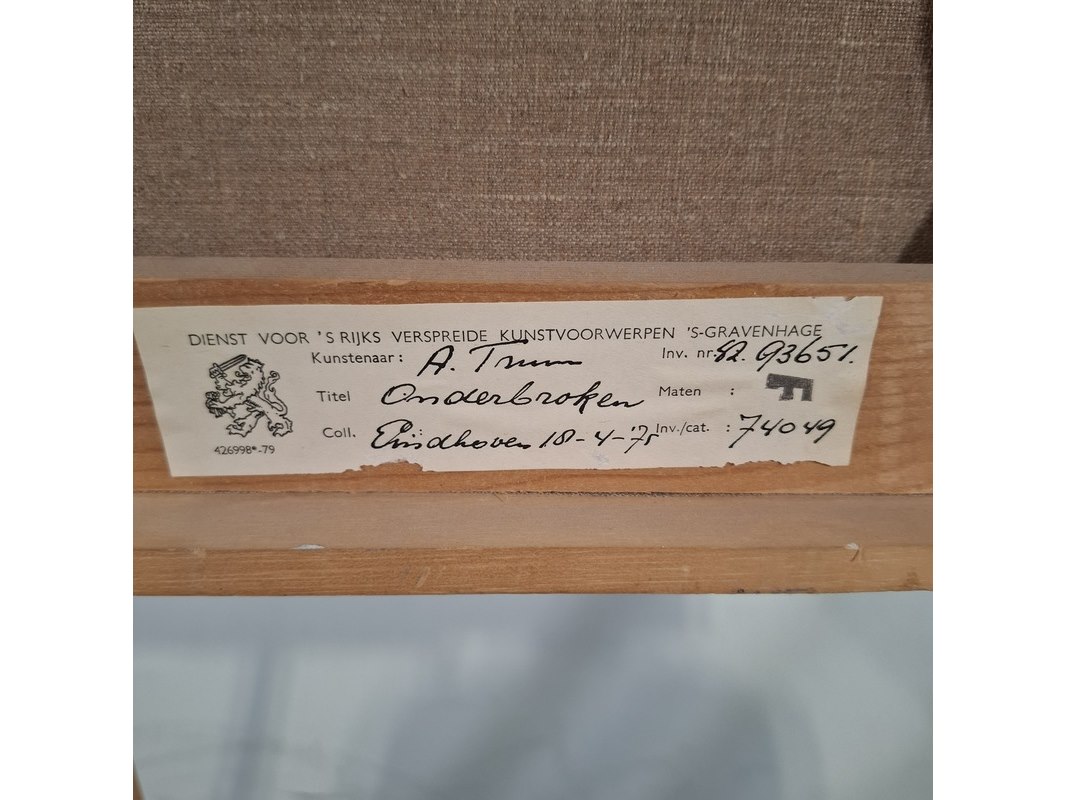 DIENST VOOR 'S RIJKS VERSPREIDE KUNSTVOORWERPEN 'S-GRAVENHAGE
Kunstenaar: A. Trum Inv. nr. 82.93651.
Titel Onderbroken Maten : F
Coll. : Eindhoven 18-4-'75 Inv./cat. : 74049
426998*-79